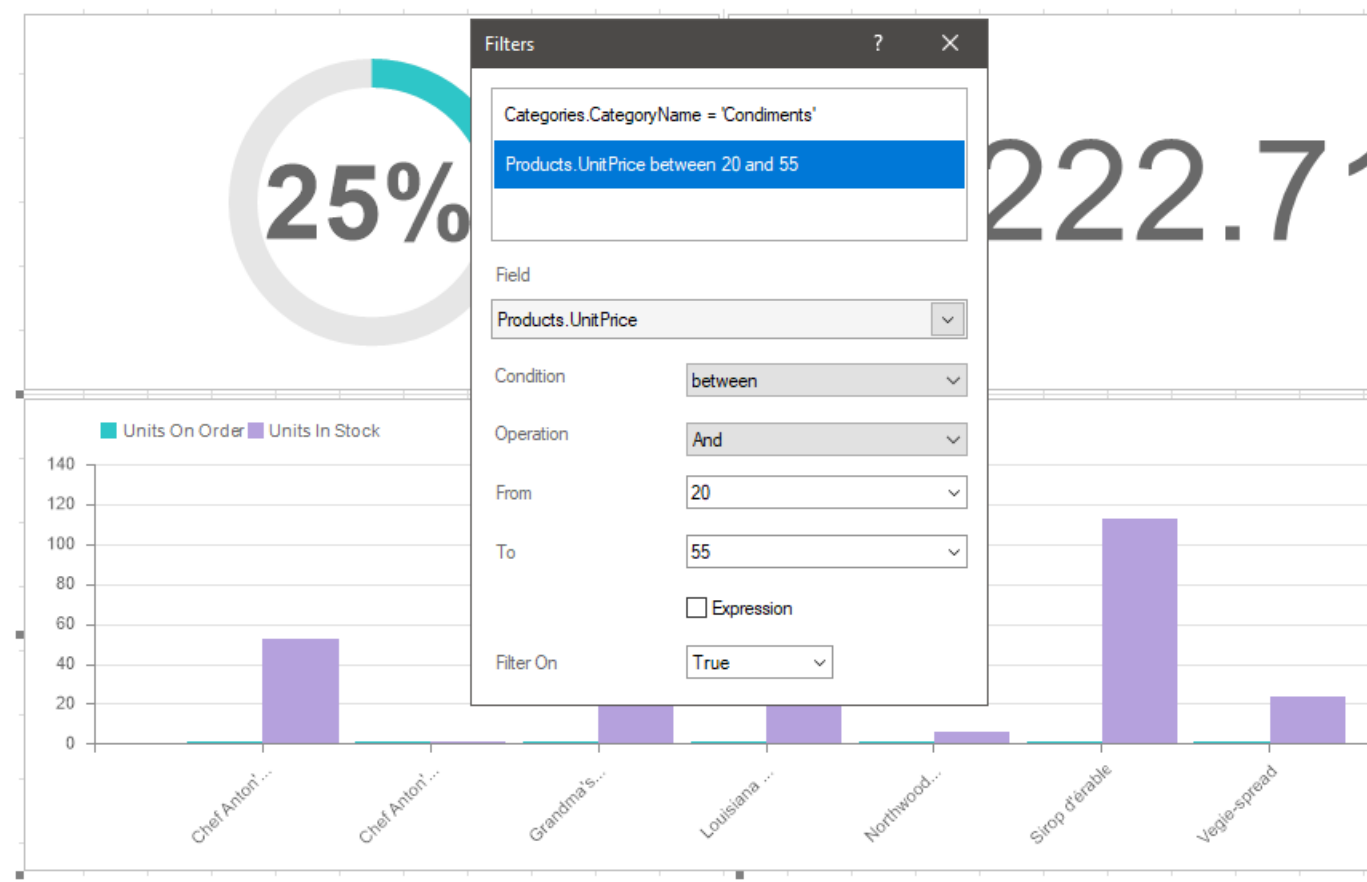 Filters ?
Categories.CategoryName = 'Condiments'
Products.UnitPrice between 20 and 55
25%
222.71
Field
Products.UnitPrice
Condition between
Operation And
From 20
To 55
Expression
Filter On True
Units On Order Units In Stock
140
120
100
80
60
40
20
0
Chef Anton'...
Chef Anton'...
Grandma's...
Louisiana ...
Northwood...
Sirop d'érable
Vegie-spread